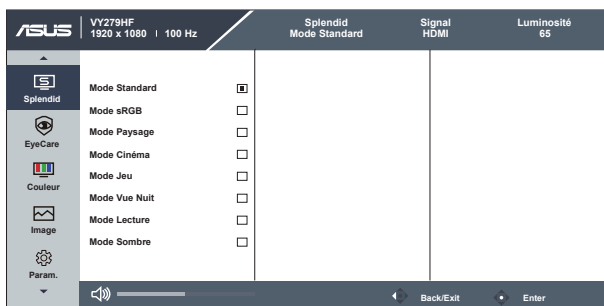 ASUS
VY279HF
1920 x 1080 | 100 Hz
Splendid
Mode Standard
Signal
HDMI
Luminosité
65
Splendid
EyeCare
Couleur
Image
Param.
Mode Standard
Mode sRGB
Mode Paysage
Mode Cinéma
Mode Jeu
Mode Vue Nuit
Mode Lecture
Mode Sombre
Back/Exit
Enter